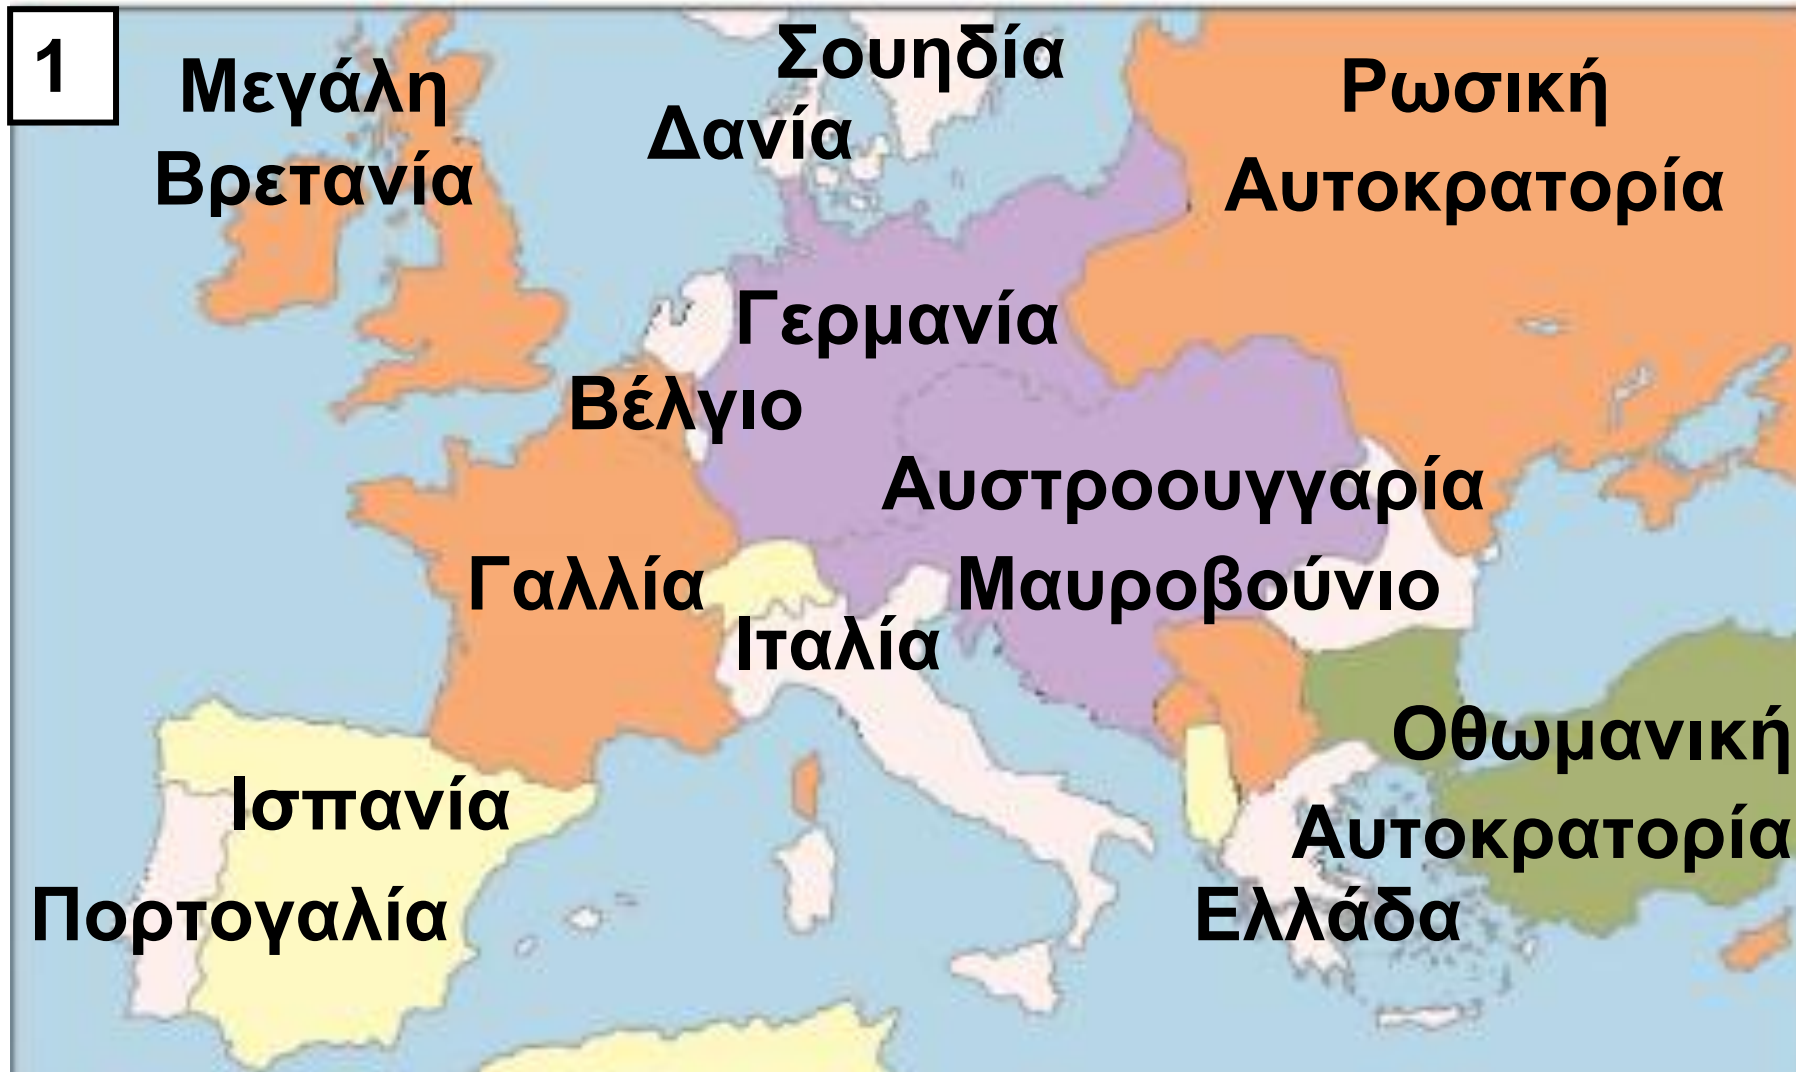 1
Μεγάλη
Βρετανία
Σουηδία
Δανία
Ρωσική
Αυτοκρατορία
Γερμανία
Βέλγιο
Αυστροουγγαρία
Γαλλία
Μαυροβούνιο
Ιταλία
Οθωμανική
Αυτοκρατορία
Ισπανία
Πορτογαλία
Ελλάδα